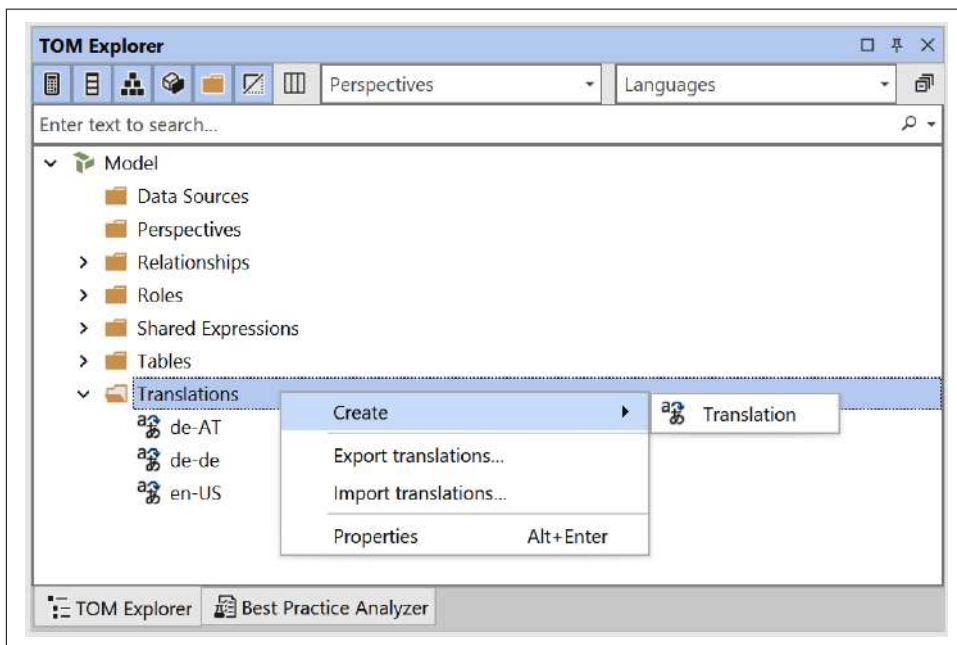 TOM Explorer
Perspectives Languages
Enter text to search...
Model
Data Sources
Perspectives
Relationships
Roles
Shared Expressions
Tables
Translations
Create Translation
de-AT
Export translations...
de-de
Import translations...
en-US
Properties Alt+Enter
TOM Explorer Best Practice Analyzer